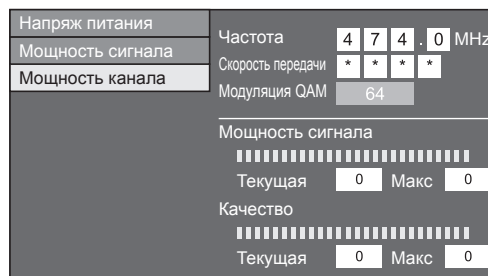 Напряж питания
Мощность сигнала
Мощность канала
Частота 4 7 4 . 0 MHz
Скорость передачи * * * *
Модуляция QAM 64
Мощность сигнала
Текущая 0 Макс 0
Качество
Текущая 0 Макс 0